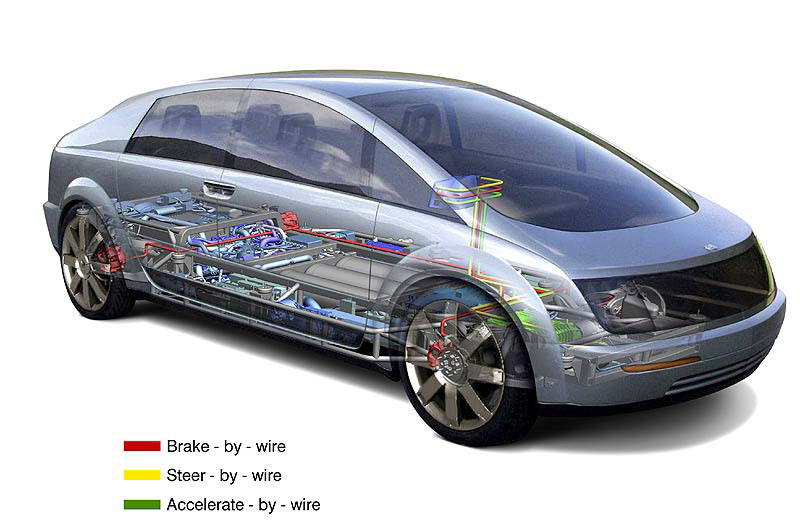 Brake - by - wire
Steer - by - wire
Accelerate - by - wire